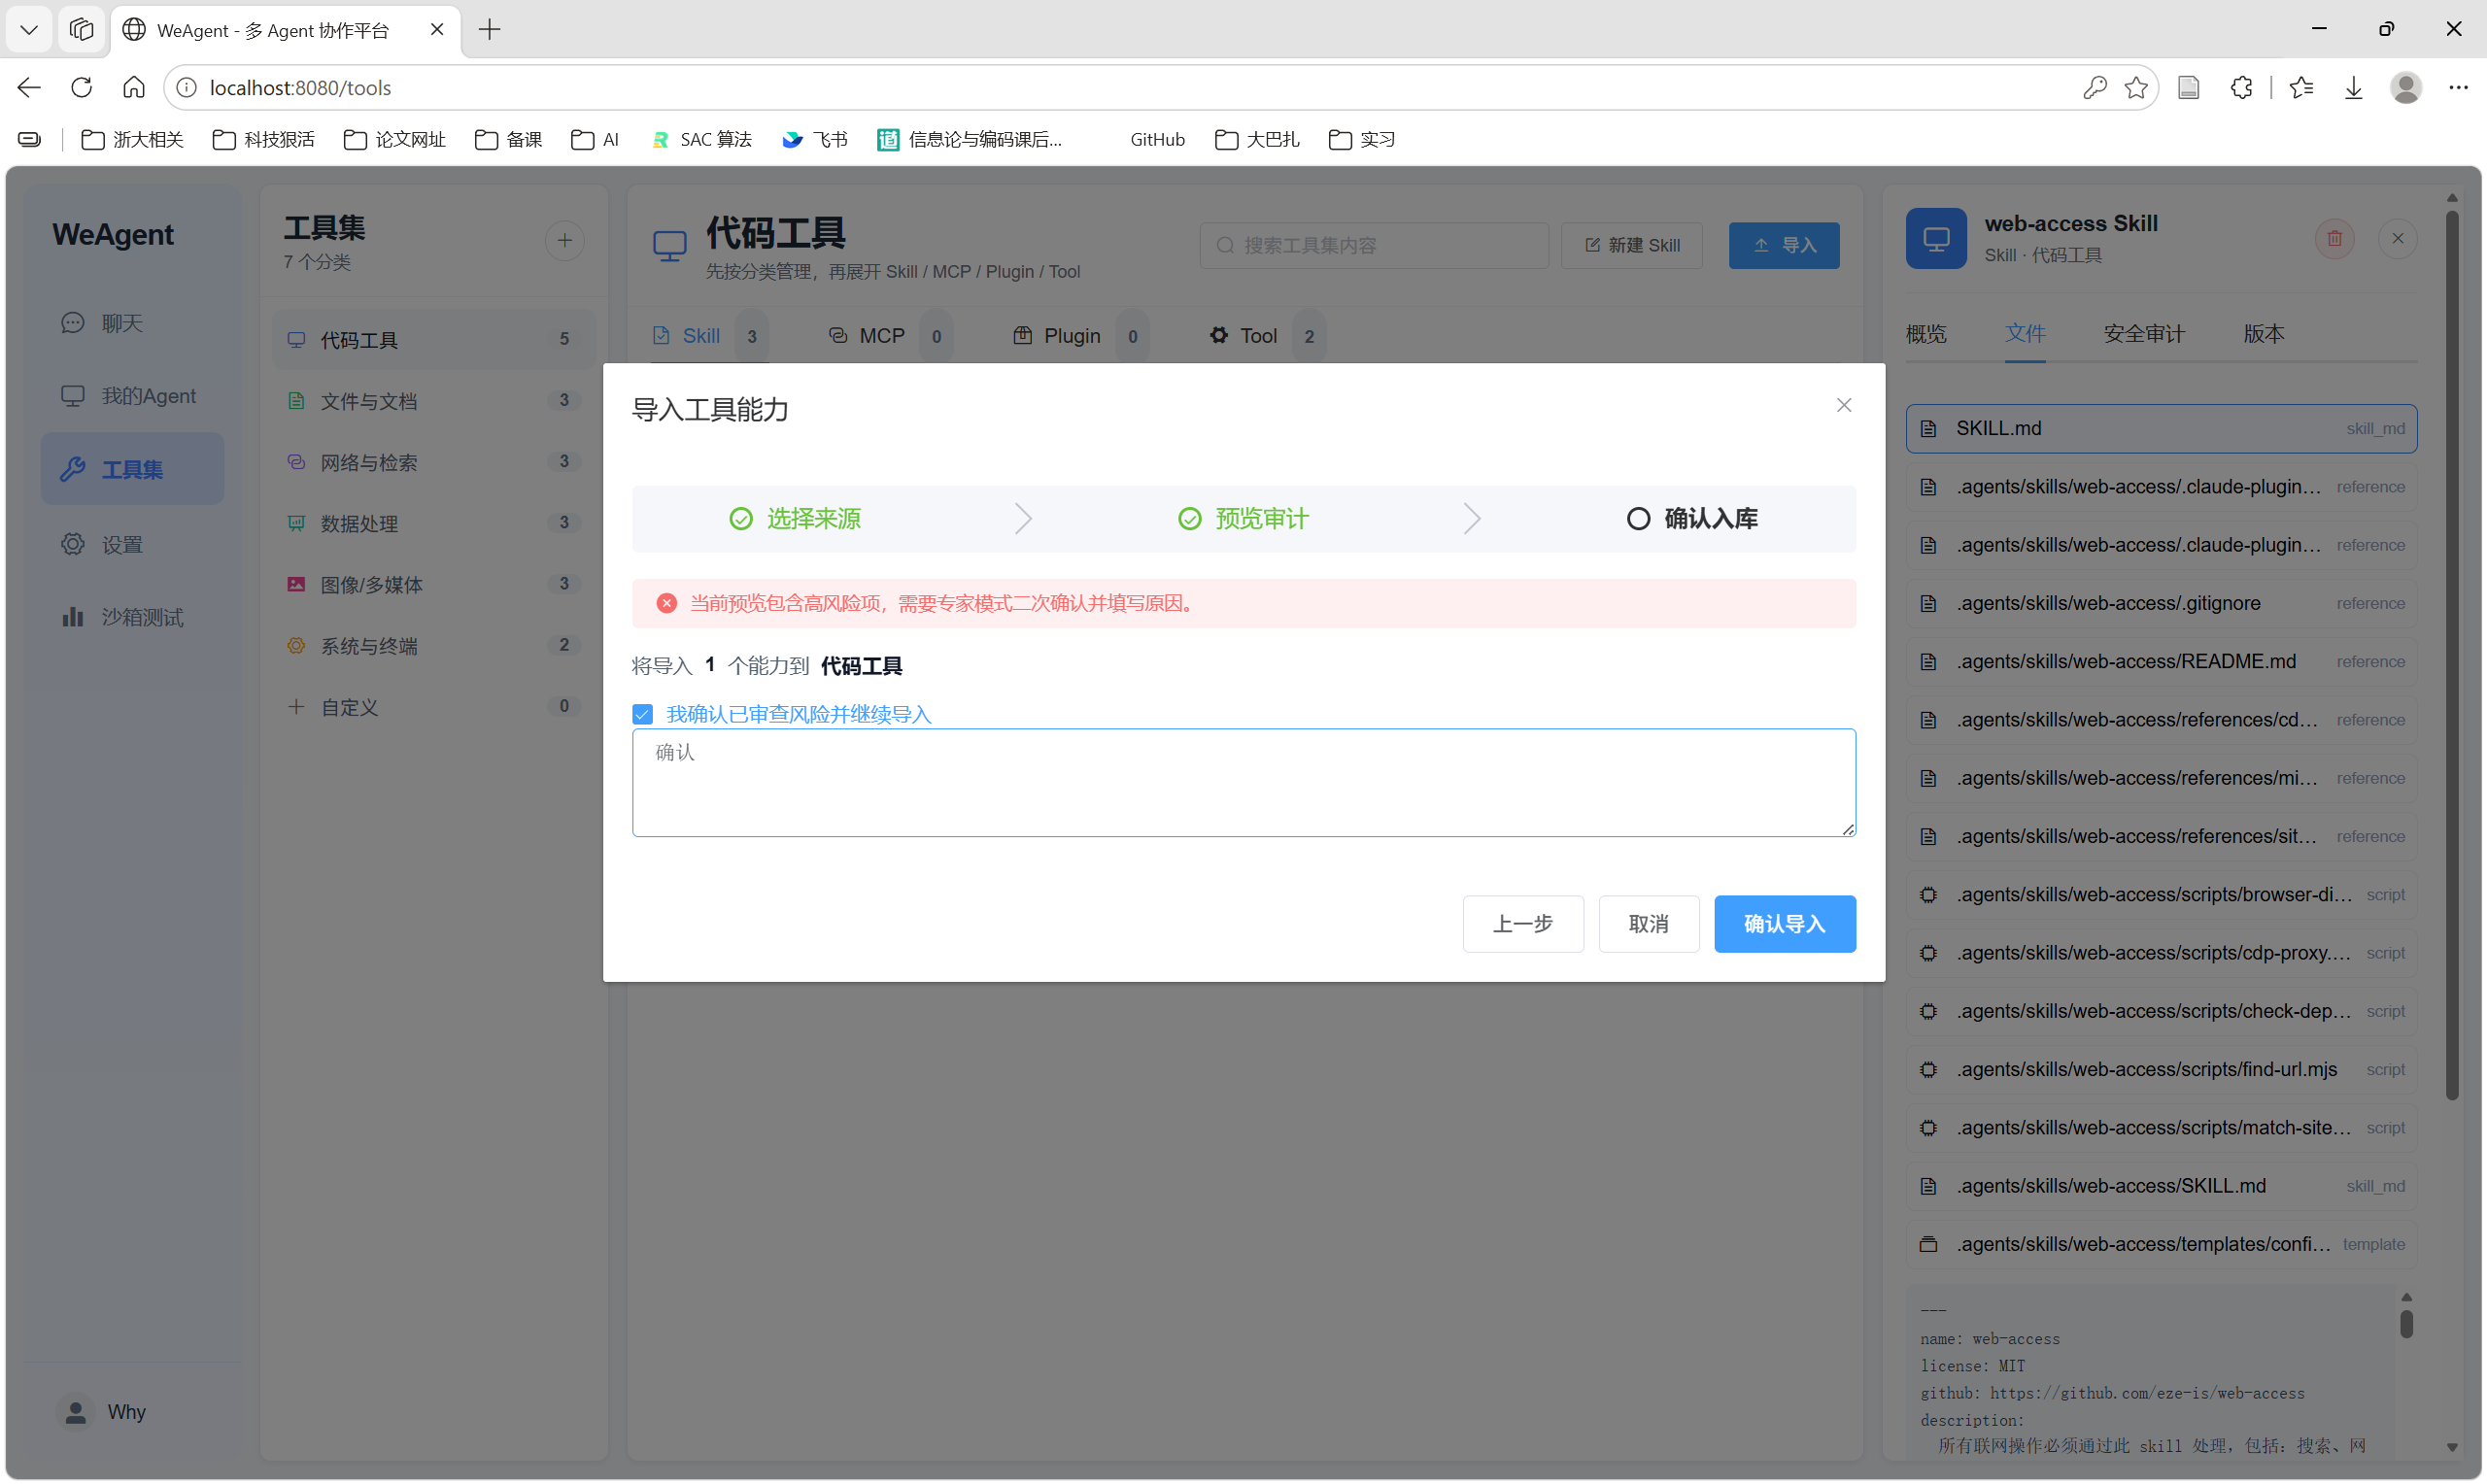 WeAgent - 多 Agent 协作平台
localhost:8080/tools
浙大相关
科技狠活
论文网址
备课
AI
SAC 算法
飞书
道
信息论与编码课后...
GitHub
大巴扎
实习
WeAgent
聊天
我的Agent
工具集
设置
沙箱测试
Why
工具集
7 个分类
代码工具 5
文件与文档 3
网络与检索 3
数据处理 3
图像/多媒体 3
系统与终端 2
自定义 0
代码工具
先按分类管理，再展开 Skill / MCP / Plugin / Tool
搜索工具集内容
新建 Skill
导入
Skill 3
MCP 0
Plugin 0
Tool 2
导入工具能力
选择来源
预览审计
确认入库
当前预览包含高风险项，需要专家模式二次确认并填写原因。
将导入 1 个能力到 代码工具
我确认已审查风险并继续导入
确认
上一步
取消
确认导入
web-access Skill
Skill · 代码工具
概览
文件
安全审计
版本
SKILL.md skill_md
.agents/skills/web-access/.claude-plugin... reference
.agents/skills/web-access/.claude-plugin... reference
.agents/skills/web-access/.gitignore reference
.agents/skills/web-access/README.md reference
.agents/skills/web-access/references/cd... reference
.agents/skills/web-access/references/mi... reference
.agents/skills/web-access/references/sit... reference
.agents/skills/web-access/scripts/browser-di... script
.agents/skills/web-access/scripts/cdp-proxy.... script
.agents/skills/web-access/scripts/check-dep... script
.agents/skills/web-access/scripts/find-url.mjs script
.agents/skills/web-access/scripts/match-site... script
.agents/skills/web-access/SKILL.md skill_md
.agents/skills/web-access/templates/confi... template
---
name: web-access
license: MIT
github: https://github.com/eze-is/web-access
description:
所有联网操作必须通过此 skill 处理，包括：搜索、网